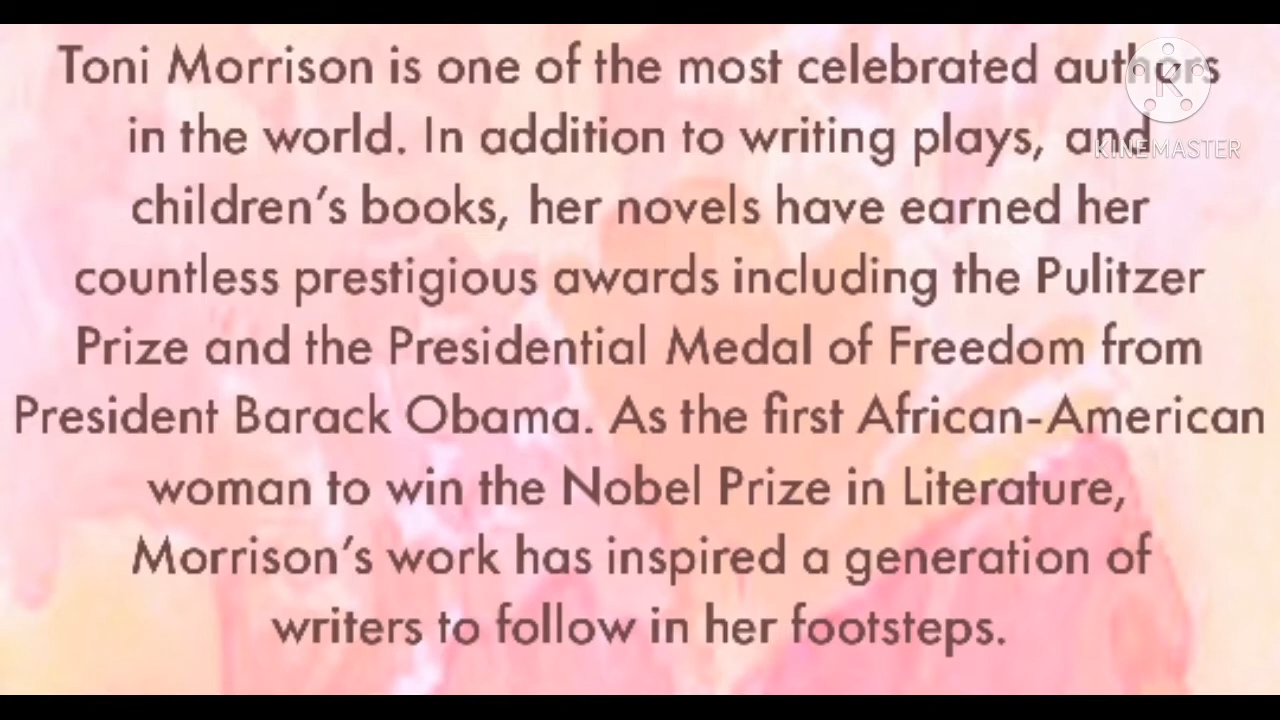 Toni Morrison is one of the most celebrated authors
in the world. In addition to writing plays, and
children's books, her novels have earned her
countless prestigious awards including the Pulitzer
Prize and the Presidential Medal of Freedom from
President Barack Obama. As the first African-American
woman to win the Nobel Prize in Literature,
Morrison's work has inspired a generation of
writers to follow in her footsteps.
K
KINEMASTER